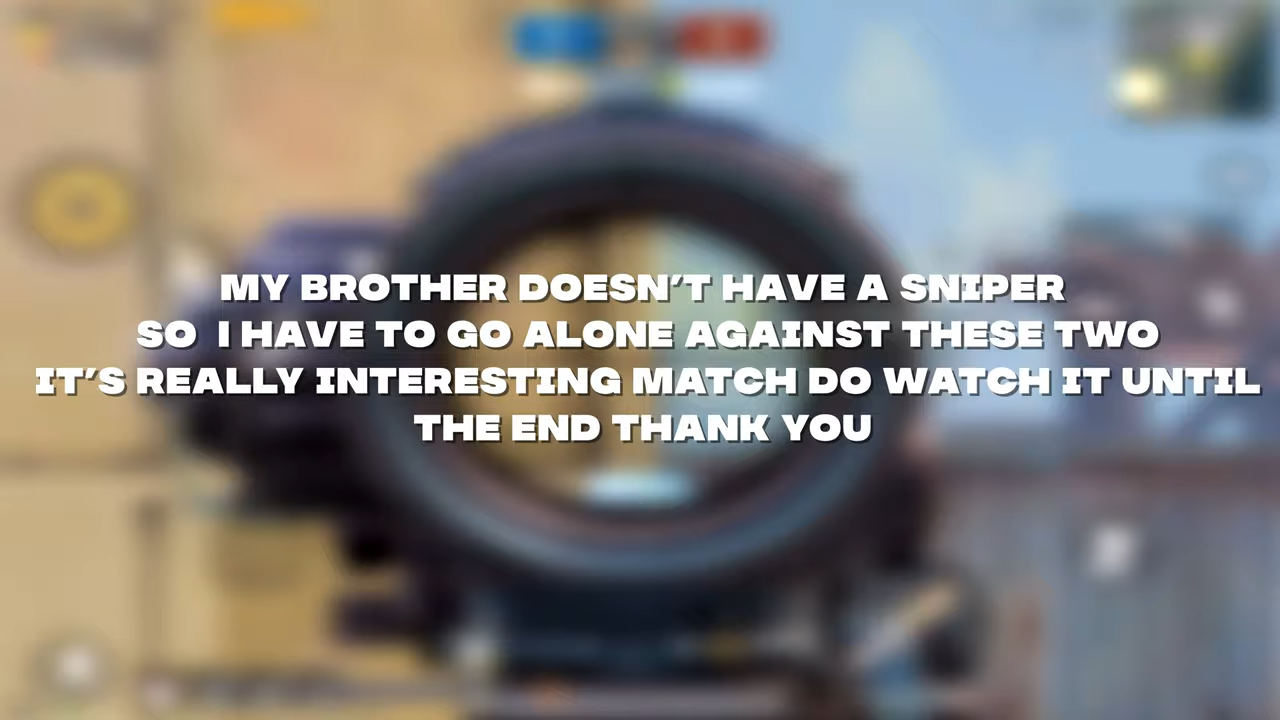 MY BROTHER DOESN'T HAVE A SNIPER
SO I HAVE TO GO ALONE AGAINST THESE TWO
IT'S REALLY INTERESTING MATCH DO WATCH IT UNTIL
THE END THANK YOU